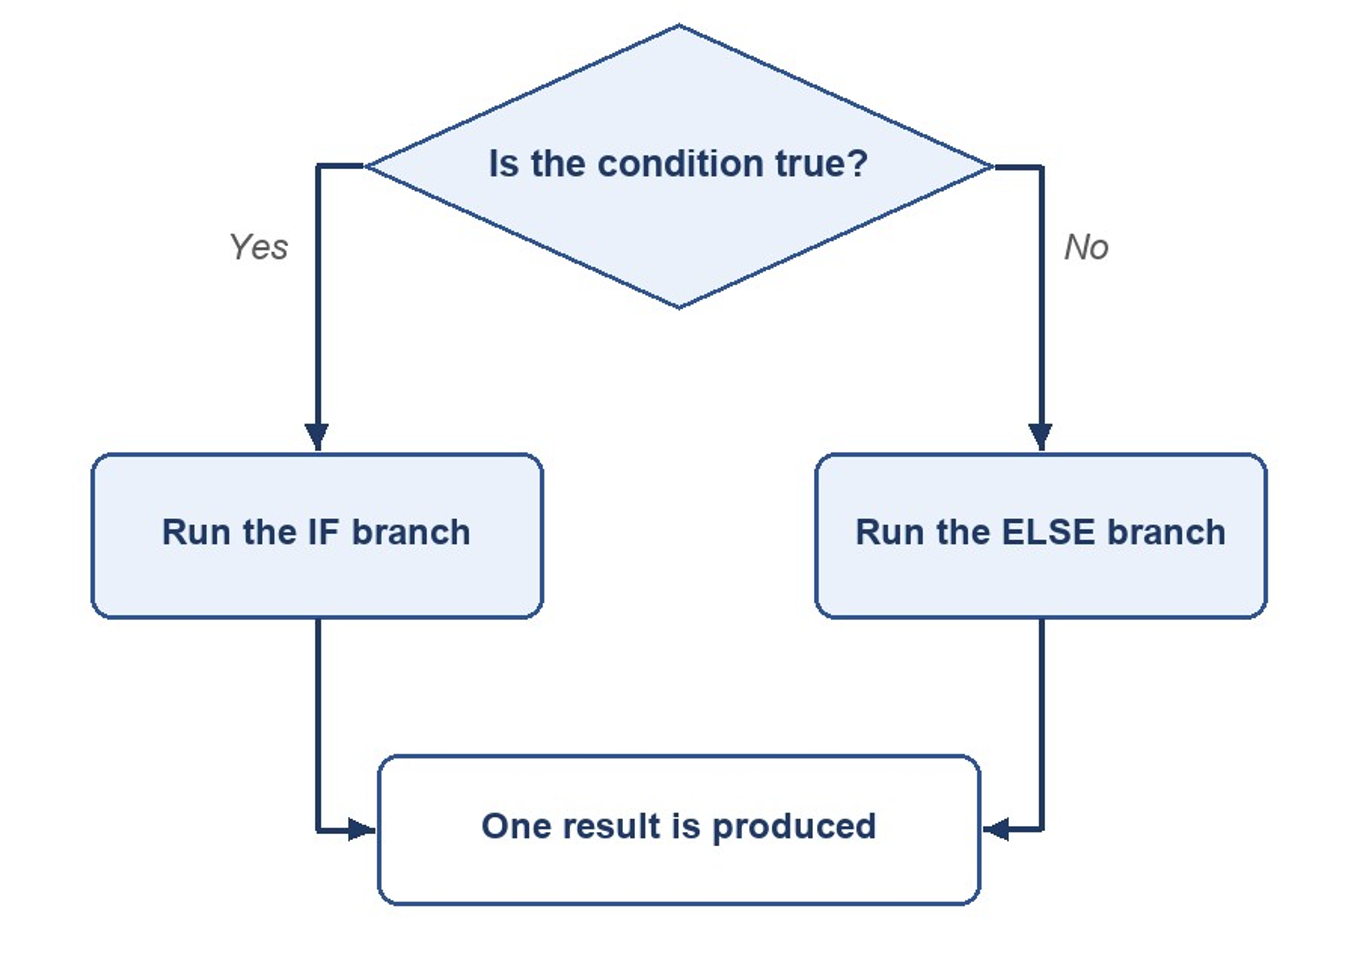 Is the condition true?
Yes
No
Run the IF branch
Run the ELSE branch
One result is produced